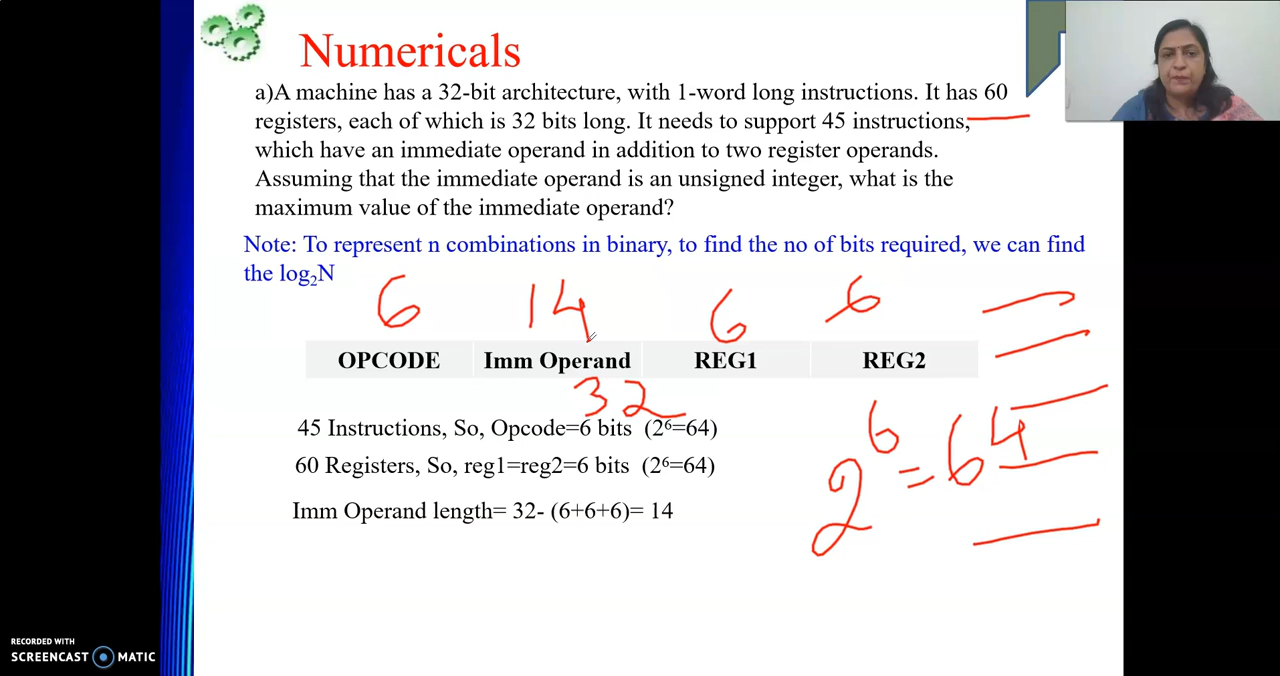 Numericals
a)A machine has a 32-bit architecture, with 1-word long instructions. It has 60
registers, each of which is 32 bits long. It needs to support 45 instructions,
which have an immediate operand in addition to two register operands.
Assuming that the immediate operand is an unsigned integer, what is the
maximum value of the immediate operand?
Note: To represent n combinations in binary, to find the no of bits required, we can find
the log₂N
6 14 6 6
OPCODE Imm Operand REG1 REG2
32
45 Instructions, So, Opcode=6 bits (2⁶=64)
60 Registers, So, reg1=reg2=6 bits (2⁶=64)
2⁶=64
Imm Operand length= 32- (6+6+6)= 14
RECORDED WITH
SCREENCAST MATIC